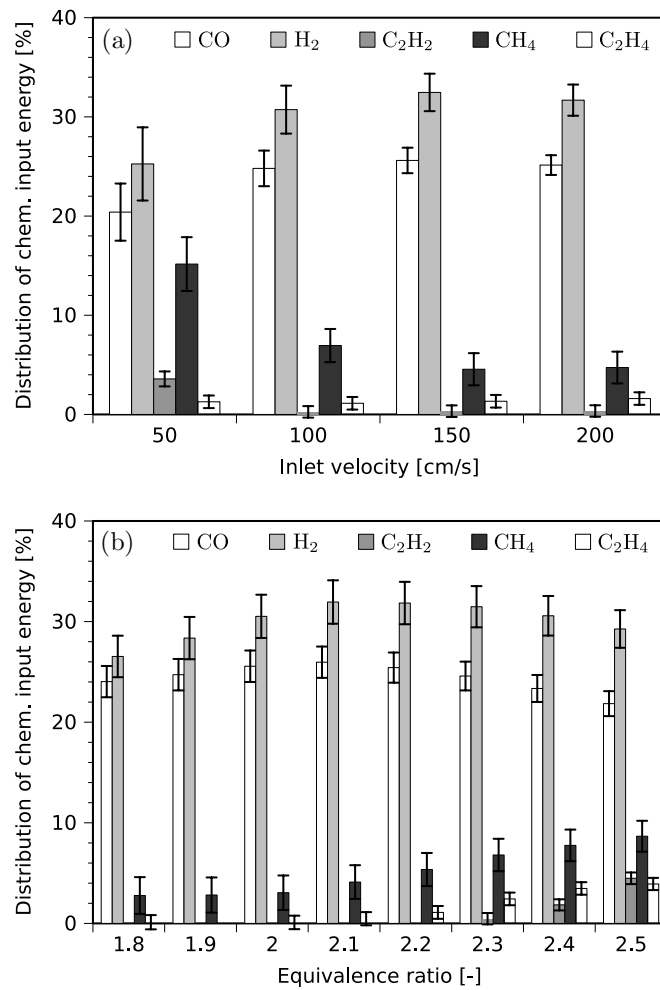 40
30
20
10
0
Distribution of chem. input energy [%]
(a) CO H₂ C₂H₂ CH₄ C₂H₄
50 100 150 200
Inlet velocity [cm/s]
40
30
20
10
0
Distribution of chem. input energy [%]
(b) CO H₂ C₂H₂ CH₄ C₂H₄
1.8 1.9 2 2.1 2.2 2.3 2.4 2.5
Equivalence ratio [-]